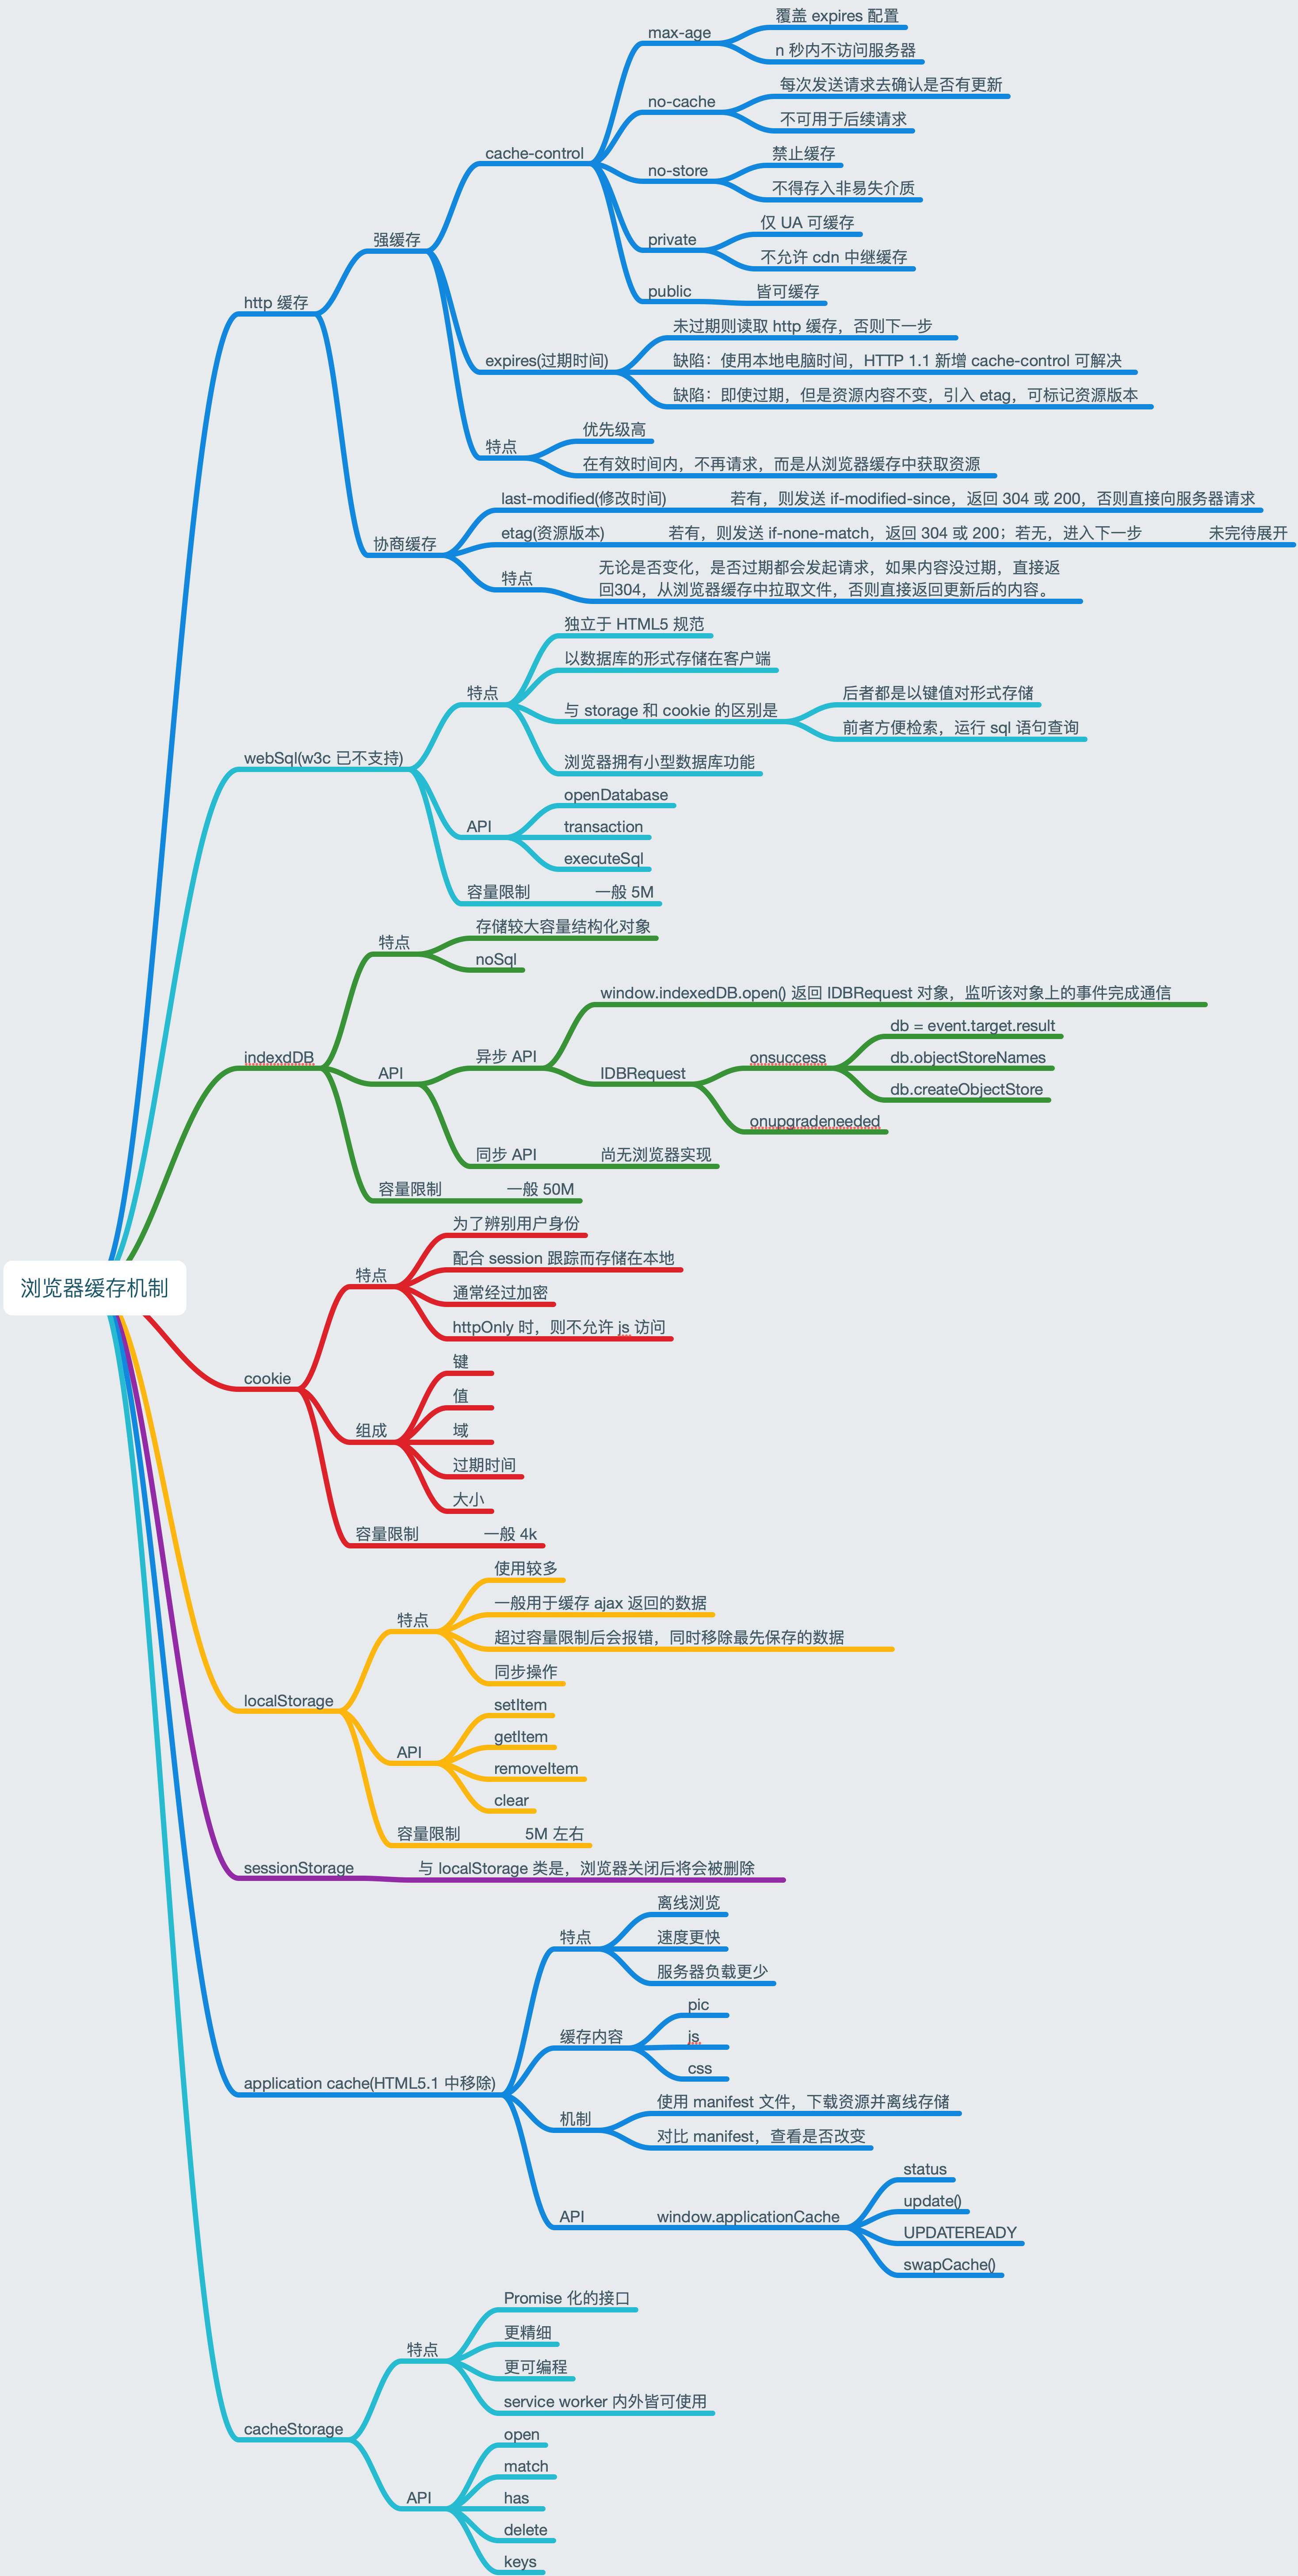 浏览器缓存机制
http 缓存
强缓存
cache-control
max-age
覆盖 expires 配置
n 秒内不访问服务器
no-cache
每次发送请求去确认是否有更新
不可用于后续请求
no-store
禁止缓存
不得存入非易失介质
private
仅 UA 可缓存
不允许 cdn 中继缓存
public
皆可缓存
expires(过期时间)
未过期则读取 http 缓存，否则下一步
缺陷：使用本地电脑时间，HTTP 1.1 新增 cache-control 可解决
缺陷：即使过期，但是资源内容不变，引入 etag，可标记资源版本
特点
优先级高
在有效时间内，不再请求，而是从浏览器缓存中获取资源
协商缓存
last-modified(修改时间)
若有，则发送 if-modified-since，返回 304 或 200，否则直接向服务器请求
etag(资源版本)
若有，则发送 if-none-match，返回 304 或 200；若无，进入下一步
未完待展开
特点
无论是否变化，是否过期都会发起请求，如果内容没过期，直接返
回304，从浏览器缓存中拉取文件，否则直接返回更新后的内容。
webSql(w3c 已不支持)
特点
独立于 HTML5 规范
以数据库的形式存储在客户端
与 storage 和 cookie 的区别是
后者都是以键值对形式存储
前者方便检索，运行 sql 语句查询
浏览器拥有小型数据库功能
API
openDatabase
transaction
executeSql
容量限制
一般 5M
indexdDB
特点
存储较大容量结构化对象
noSql
API
异步 API
window.indexedDB.open() 返回 IDBRequest 对象，监听该对象上的事件完成通信
IDBRequest
onsuccess
db = event.target.result
db.objectStoreNames
db.createObjectStore
onupgradeneeded
同步 API
尚无浏览器实现
容量限制
一般 50M
cookie
特点
为了辨别用户身份
配合 session 跟踪而存储在本地
通常经过加密
httpOnly 时，则不允许 js 访问
组成
键
值
域
过期时间
大小
容量限制
一般 4k
localStorage
特点
使用较多
一般用于缓存 ajax 返回的数据
超过容量限制后会报错，同时移除最先保存的数据
同步操作
API
setItem
getItem
removeItem
clear
容量限制
5M 左右
sessionStorage
与 localStorage 类是，浏览器关闭后将会被删除
application cache(HTML5.1 中移除)
特点
离线浏览
速度更快
服务器负载更少
缓存内容
pic
js
css
机制
使用 manifest 文件，下载资源并离线存储
对比 manifest，查看是否改变
API
window.applicationCache
status
update()
UPDATEREADY
swapCache()
cacheStorage
特点
Promise 化的接口
更精细
更可编程
service worker 内外皆可使用
API
open
match
has
delete
keys